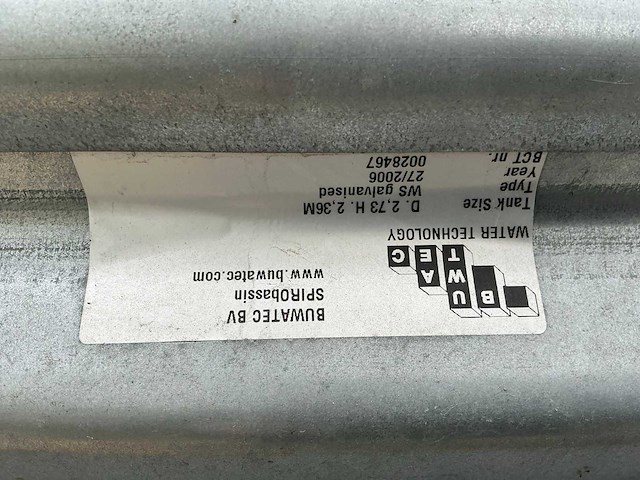 BUWATEC BV
SPIRObassin
www.buwatec.com
BUWATEC
WATER TECHNOLOGY
Tank Size D. 2,73 H. 2,36M
Type WS galvanised
Year 27/2006
BCT nr. 0028467